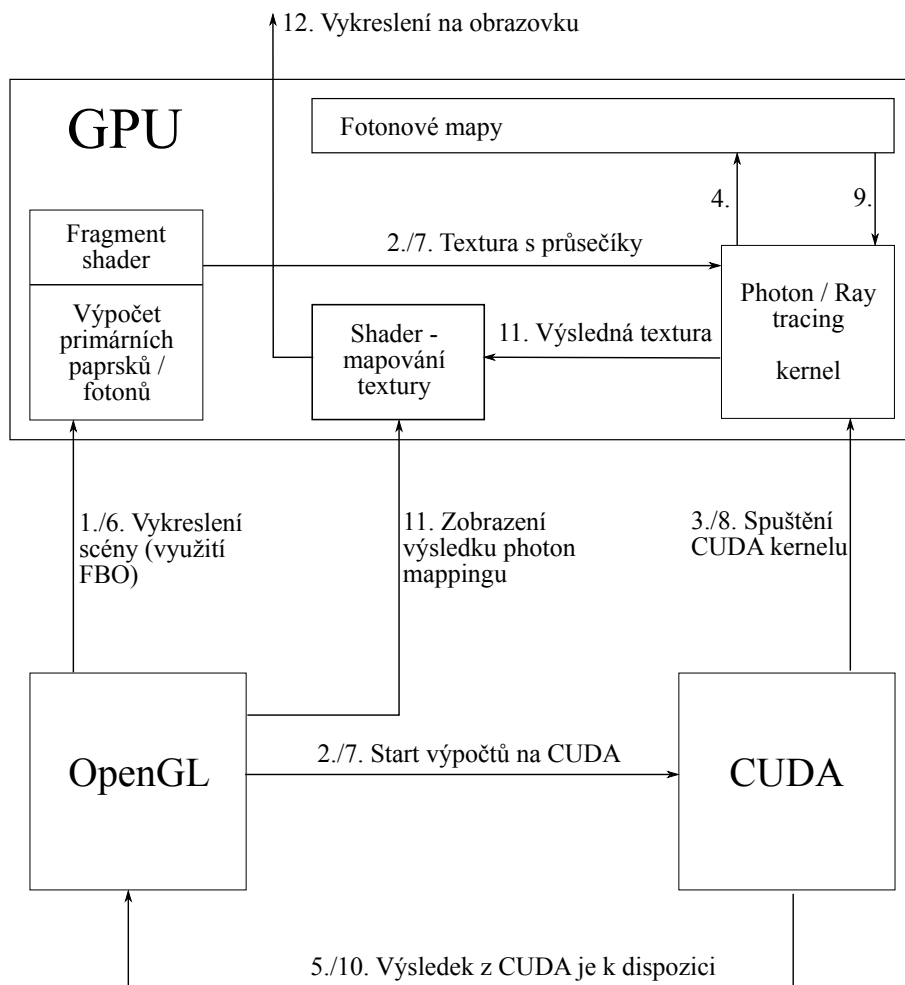 12. Vykreslení na obrazovku
GPU
Fotonové mapy
4.
9.
Fragment
shader
2./7. Textura s průsečíky
Výpočet
primárních
paprsků /
fotonů
Shader -
mapování
textury
11. Výsledná textura
Photon / Ray
tracing
kernel
1./6. Vykreslení
scény (využití
FBO)
11. Zobrazení
výsledku photon
mappingu
3./8. Spuštění
CUDA kernelu
OpenGL
2./7. Start výpočtů na CUDA
CUDA
5./10. Výsledek z CUDA je k dispozici